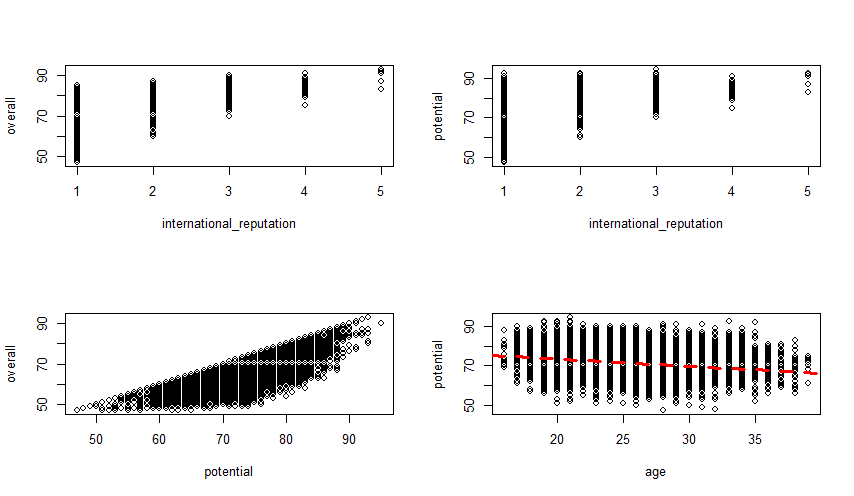 overall
50 70 90
1 2 3 4 5
international_reputation
potential
50 70 90
1 2 3 4 5
international_reputation
overall
50 70 90
50 60 70 80 90
potential
potential
50 70 90
20 25 30 35
age